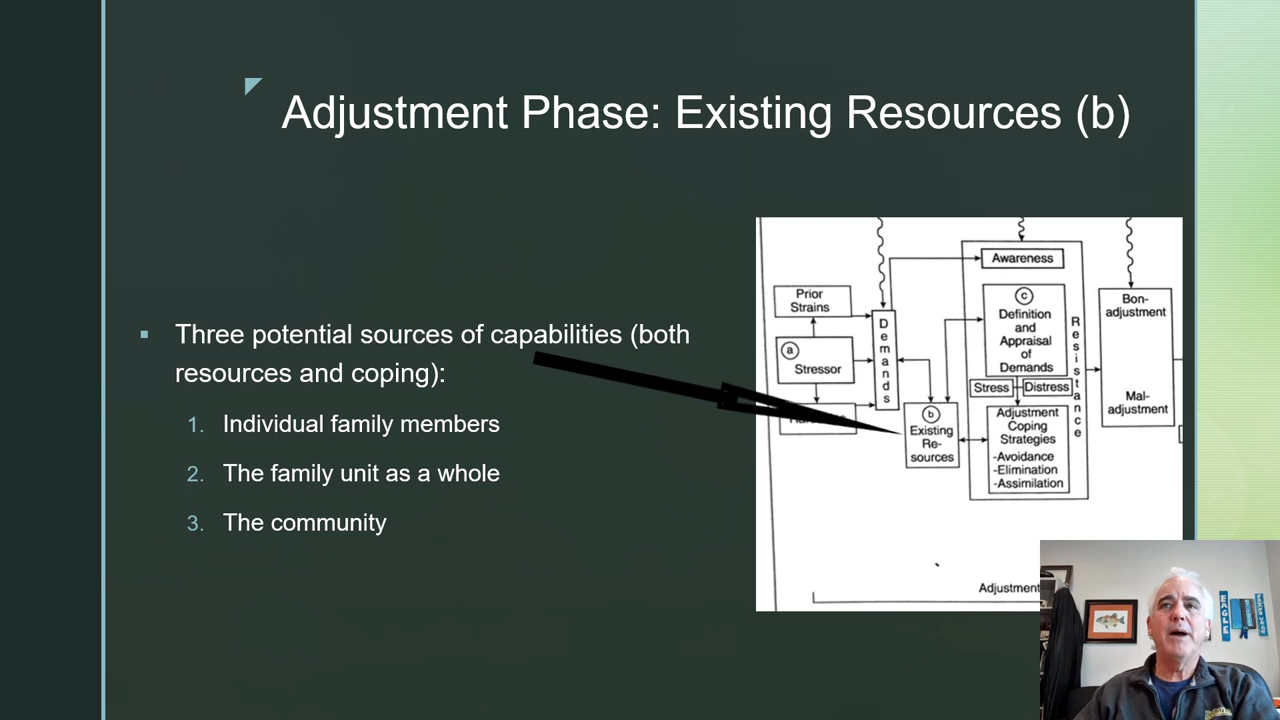 Adjustment Phase: Existing Resources (b)
▪ Three potential sources of capabilities (both
resources and coping):
1. Individual family members
2. The family unit as a whole
3. The community
Awareness
Prior
Strains
a
Stressor
Demands
b
Existing
Re-
sources
c
Definition
and
Appraisal
of
Demands
Stress
Distress
Adjustment
Coping
Strategies
-Avoidance
-Elimination
-Assimilation
Resistance
Bon-
adjustment
Mal-
adjustment
Adjustment
EAGLE